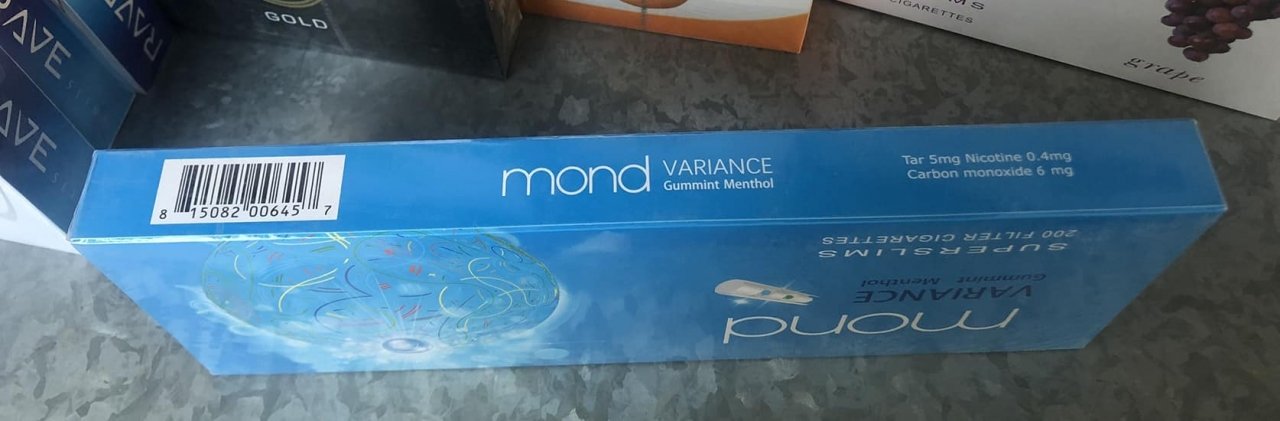 RAVE
GOLD
CIGARETTES
grape
8 15082 00645 7
mond VARIANCE
Gummint Menthol
Tar 5mg Nicotine 0.4mg
Carbon monoxide 6 mg
mond
VARIANCE
Gummint Menthol
SUPERSLIMS
200 FILTER CIGARETTES